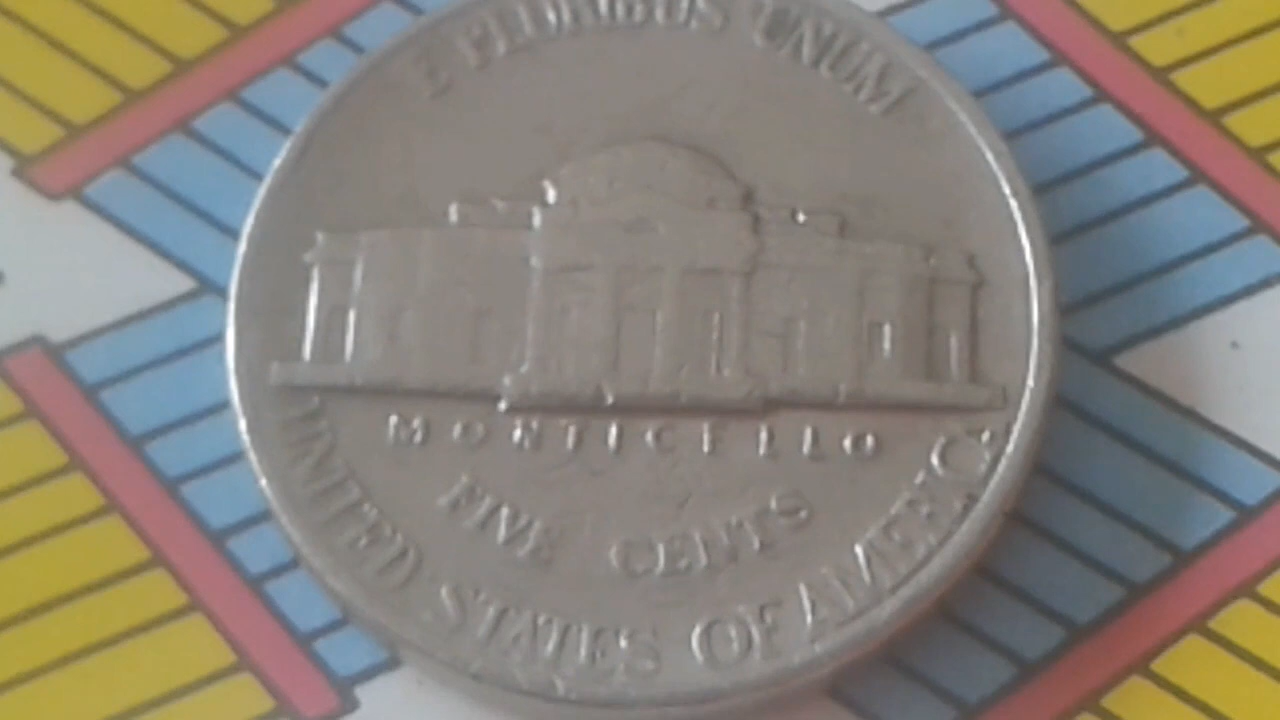 E PLURIBUS UNUM
MONTICELLO
FIVE CENTS
UNITED STATES OF AMERICA